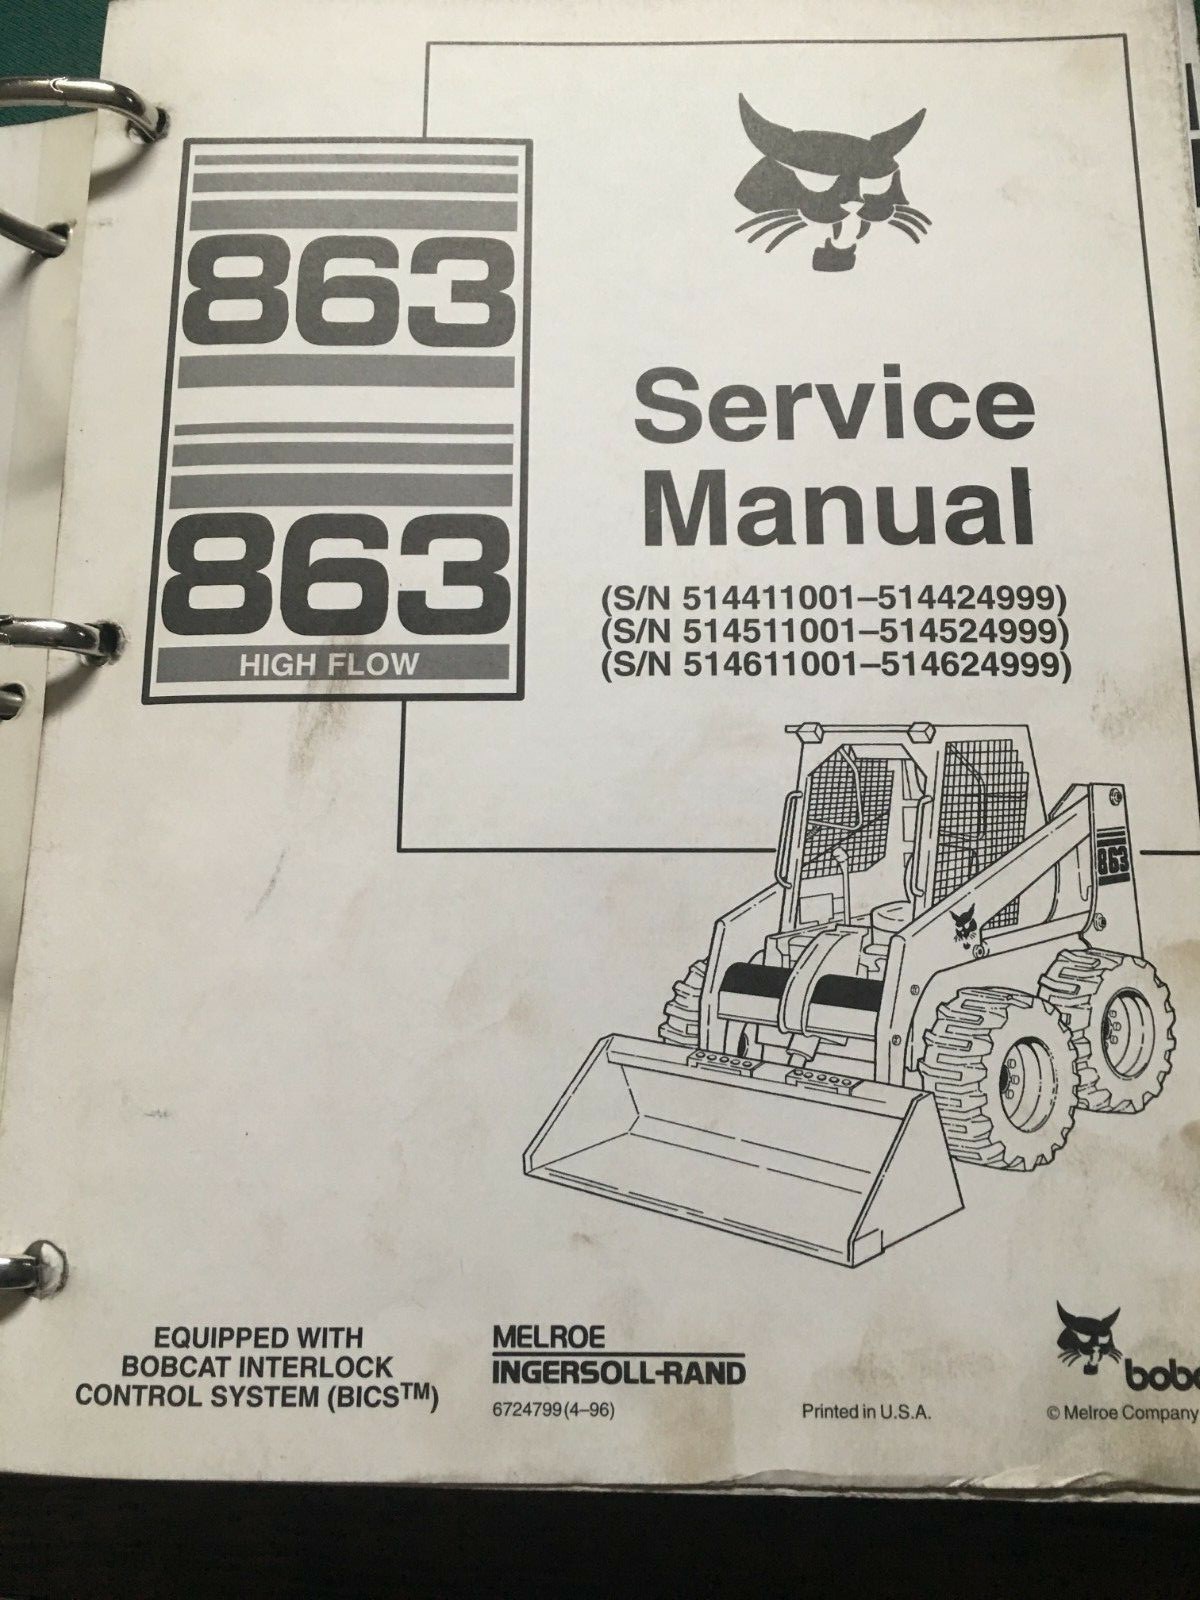 863
863
HIGH FLOW
Service
Manual
(S/N 514411001–514424999)
(S/N 514511001–514524999)
(S/N 514611001–514624999)
863
EQUIPPED WITH
BOBCAT INTERLOCK
CONTROL SYSTEM (BICS™)
MELROE
INGERSOLL-RAND
6724799 (4–96)
Printed in U.S.A.
bobc
© Melroe Company